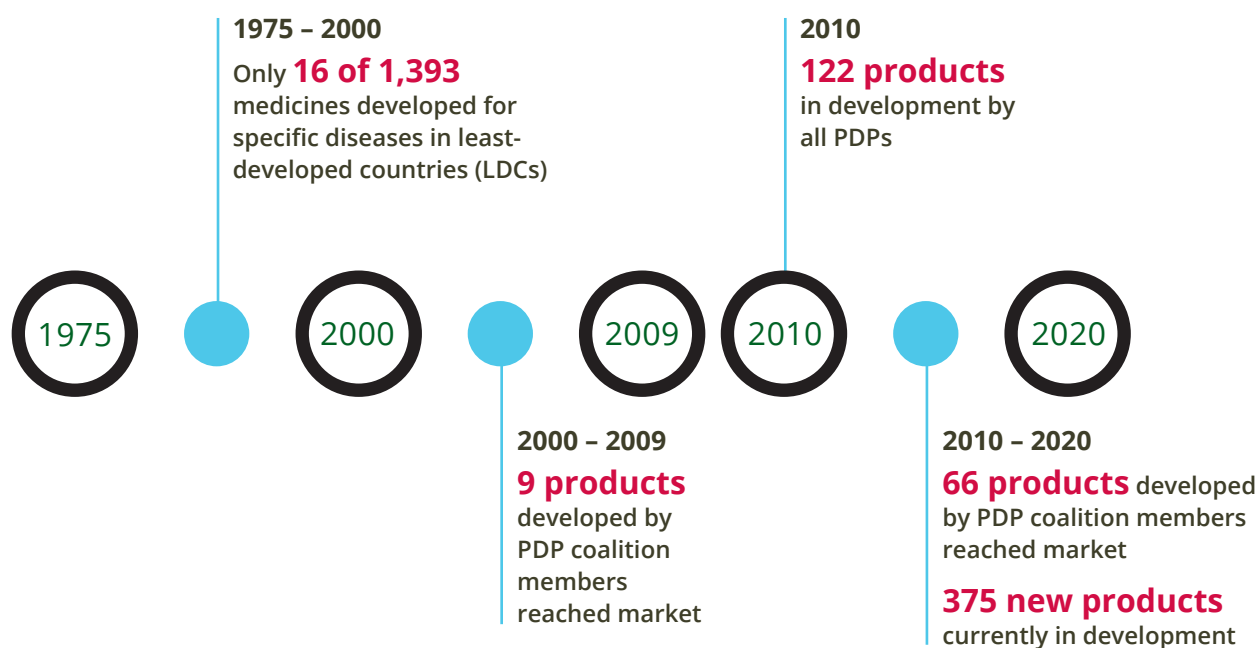 1975 – 2000
Only 16 of 1,393
medicines developed for
specific diseases in least-
developed countries (LDCs)
2010
122 products
in development by
all PDPs
1975
2000
2009
2010
2020
2000 – 2009
9 products
developed by
PDP coalition
members
reached market
2010 – 2020
66 products developed
by PDP coalition members
reached market
375 new products
currently in development